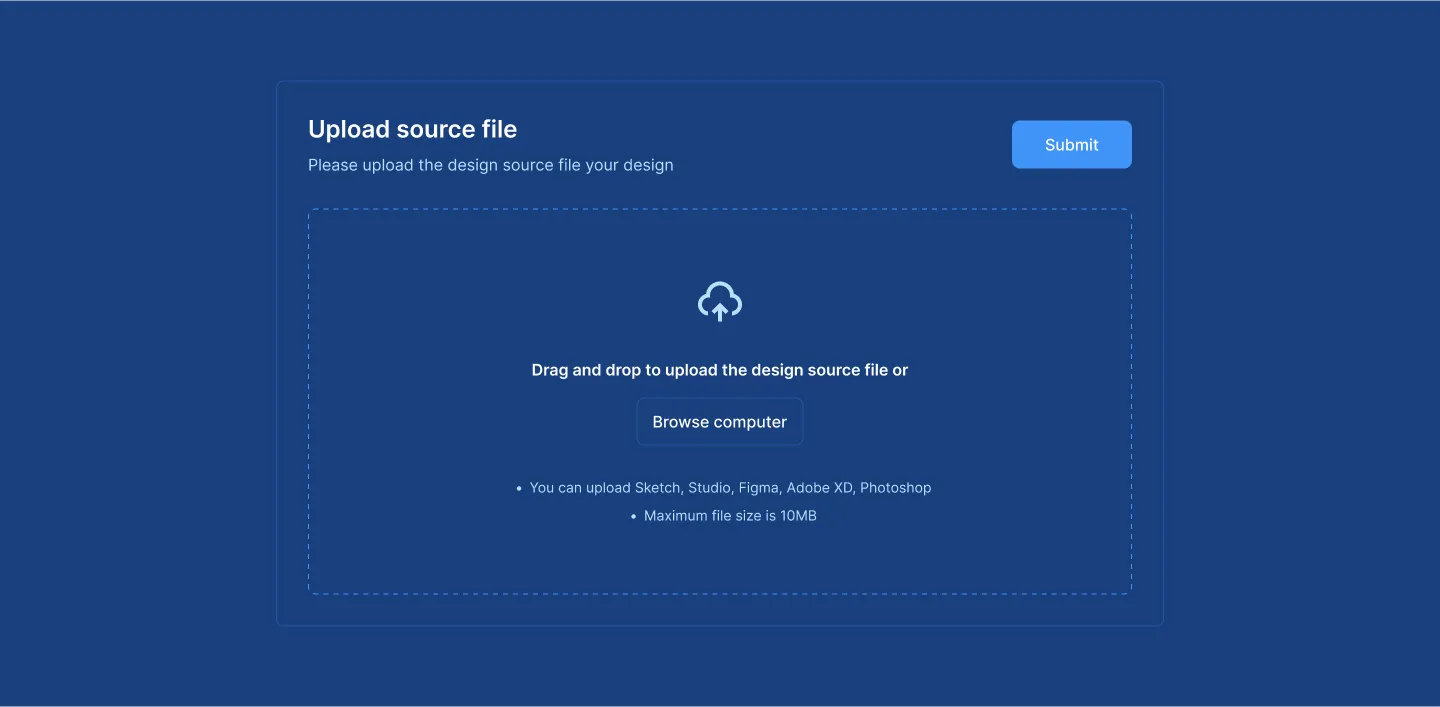 Upload source file
Please upload the design source file your design
Submit
Drag and drop to upload the design source file or
Browse computer
• You can upload Sketch, Studio, Figma, Adobe XD, Photoshop
• Maximum file size is 10MB